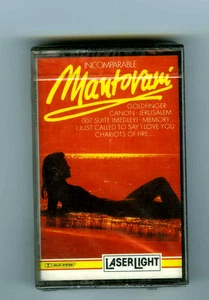 INCOMPARABLE
Mantovani
GOLDFINGER
CANON · JERUSALEM
007 SUITE (MEDLEY) · MEMORY
I JUST CALLED TO SAY I LOVE YOU
CHARIOTS OF FIRE...
LASERLIGHT